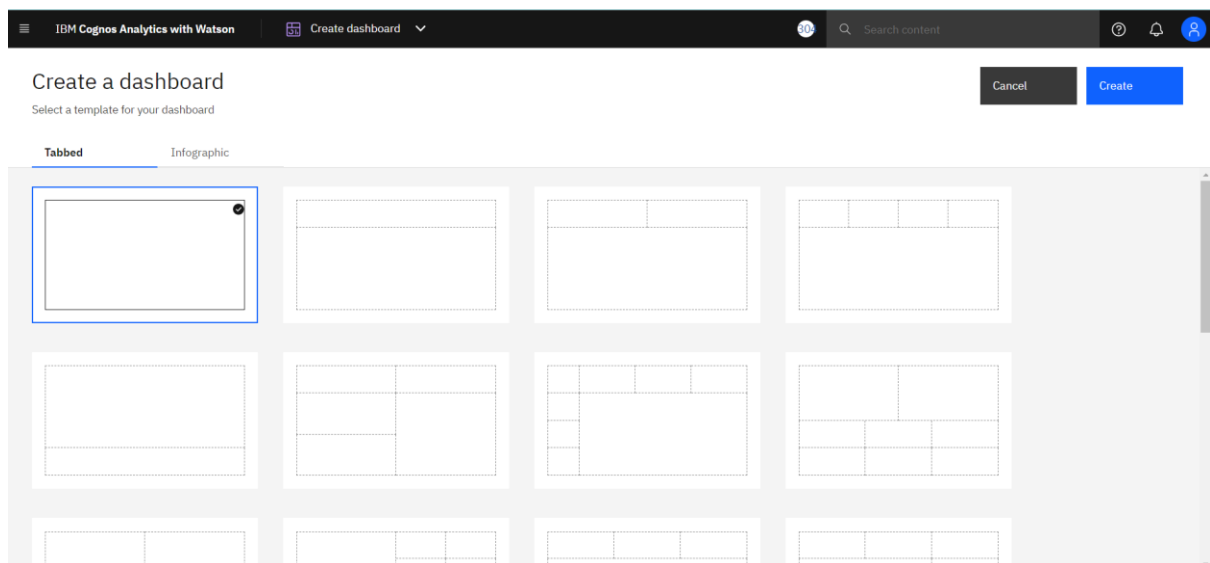 IBM Cognos Analytics with Watson
Create dashboard
Search content
Create a dashboard
Cancel
Create
Select a template for your dashboard
Tabbed
Infographic